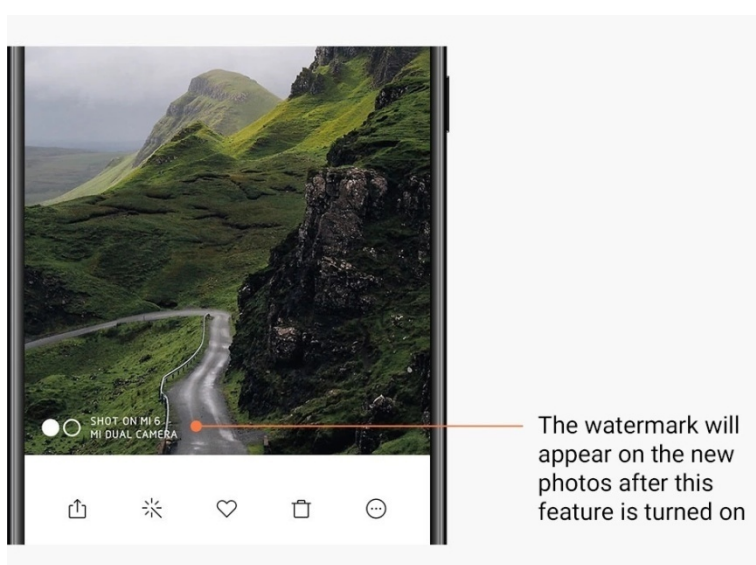 SHOT ON MI 6
MI DUAL CAMERA
The watermark will
appear on the new
photos after this
feature is turned on